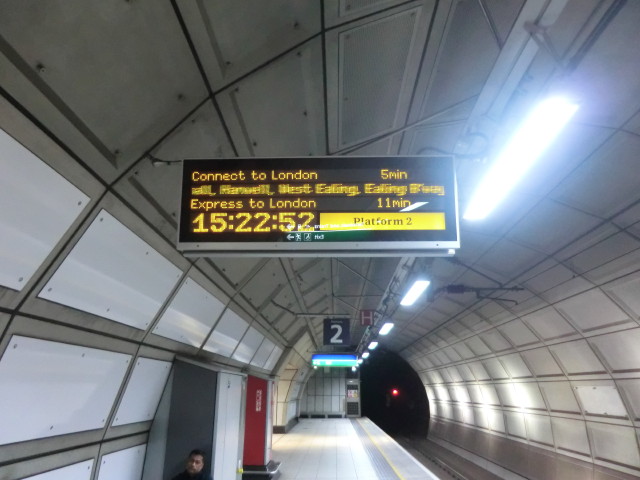 Connect to London 5min
Hanwell, West Ealing, Ealing B'way
Express to London 11min
15:22:52 Platform 2
2
H